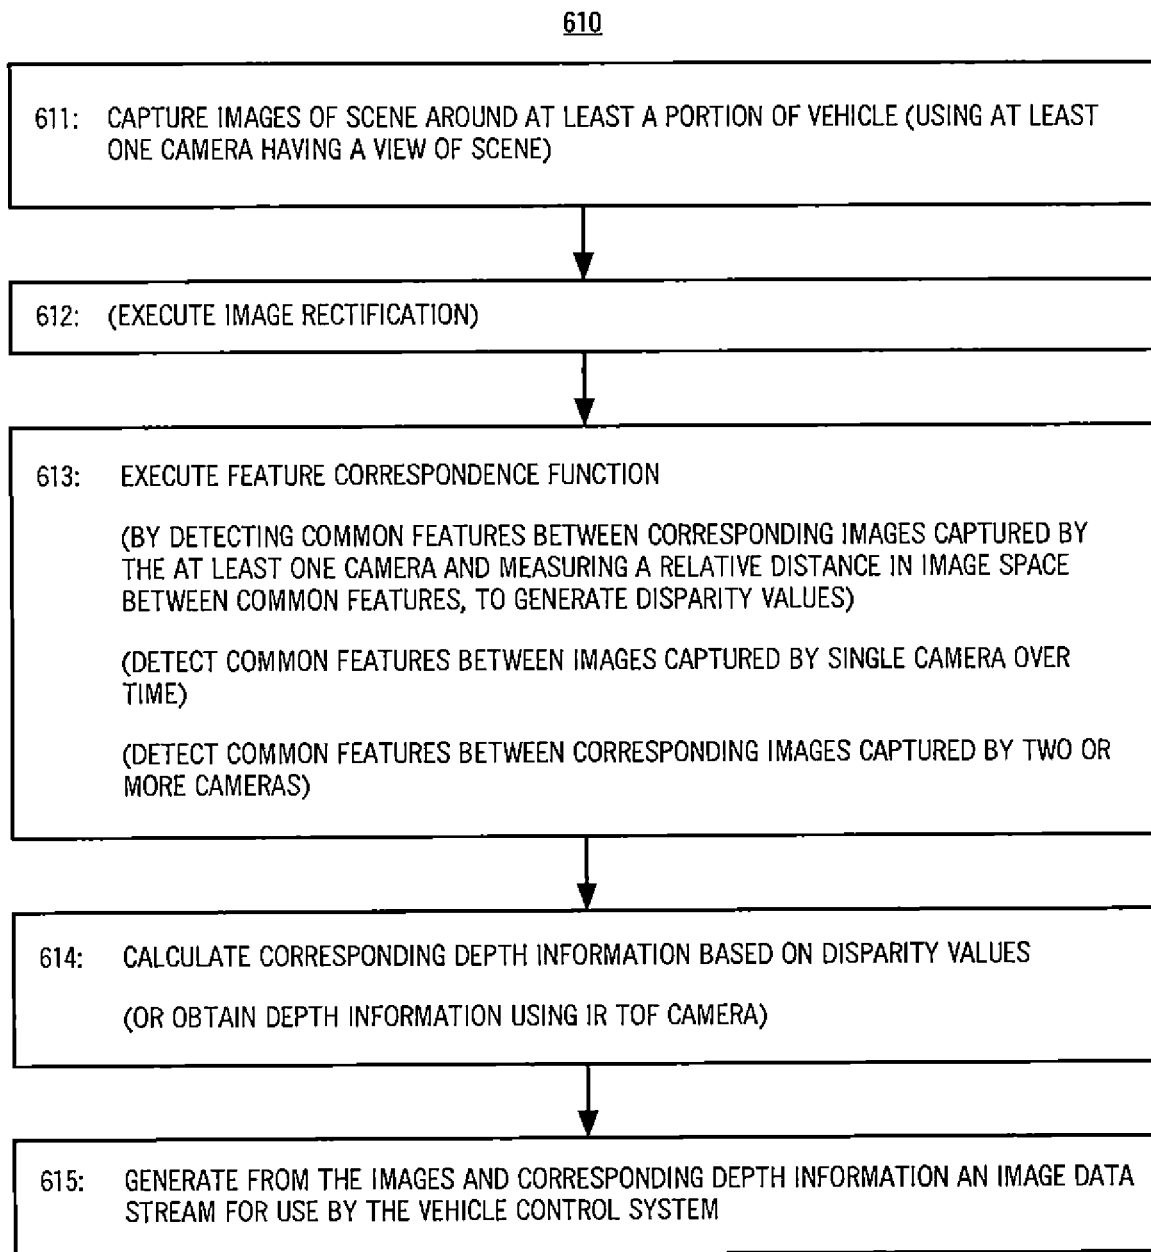 610
611: CAPTURE IMAGES OF SCENE AROUND AT LEAST A PORTION OF VEHICLE (USING AT LEAST
ONE CAMERA HAVING A VIEW OF SCENE)
612: (EXECUTE IMAGE RECTIFICATION)
613: EXECUTE FEATURE CORRESPONDENCE FUNCTION
(BY DETECTING COMMON FEATURES BETWEEN CORRESPONDING IMAGES CAPTURED BY
THE AT LEAST ONE CAMERA AND MEASURING A RELATIVE DISTANCE IN IMAGE SPACE
BETWEEN COMMON FEATURES, TO GENERATE DISPARITY VALUES)
(DETECT COMMON FEATURES BETWEEN IMAGES CAPTURED BY SINGLE CAMERA OVER
TIME)
(DETECT COMMON FEATURES BETWEEN CORRESPONDING IMAGES CAPTURED BY TWO OR
MORE CAMERAS)
614: CALCULATE CORRESPONDING DEPTH INFORMATION BASED ON DISPARITY VALUES
(OR OBTAIN DEPTH INFORMATION USING IR TOF CAMERA)
615: GENERATE FROM THE IMAGES AND CORRESPONDING DEPTH INFORMATION AN IMAGE DATA
STREAM FOR USE BY THE VEHICLE CONTROL SYSTEM